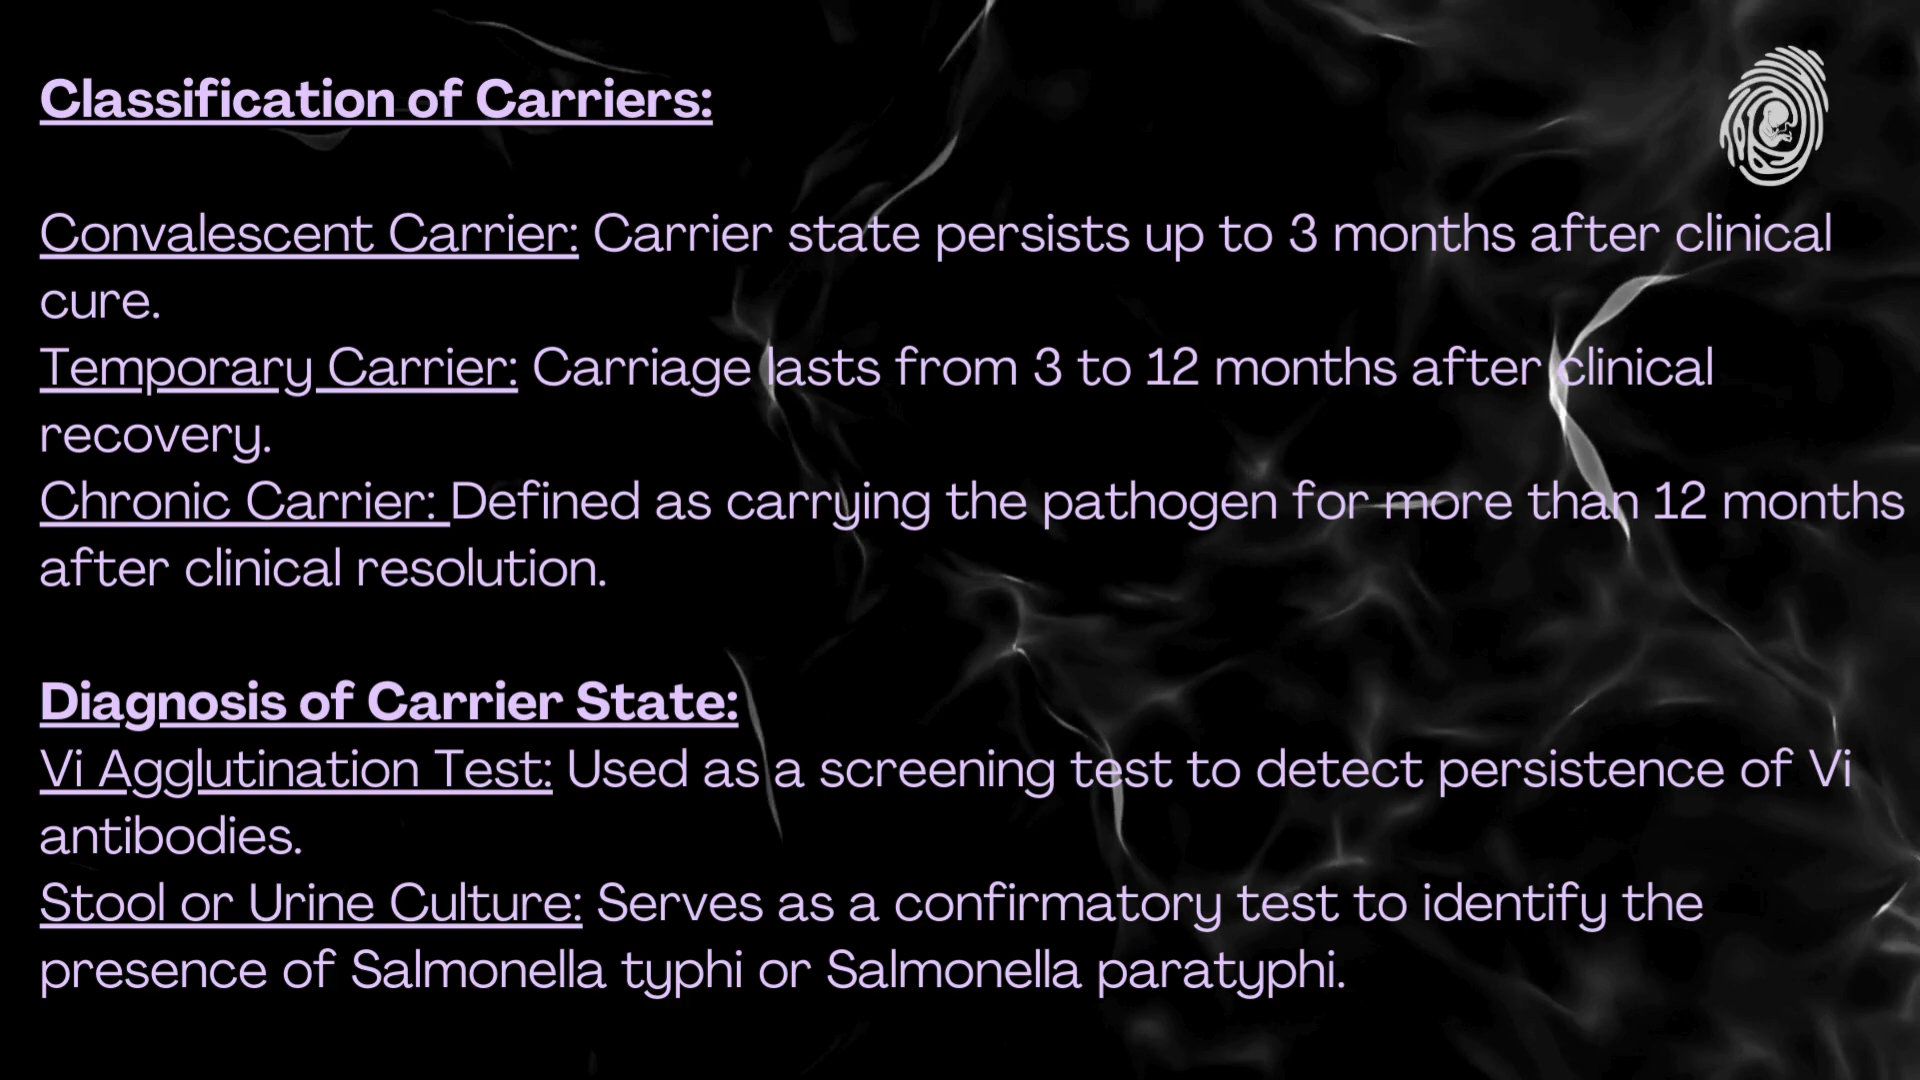 Classification of Carriers:
Convalescent Carrier: Carrier state persists up to 3 months after clinical
cure.
Temporary Carrier: Carriage lasts from 3 to 12 months after clinical
recovery.
Chronic Carrier: Defined as carrying the pathogen for more than 12 months
after clinical resolution.
Diagnosis of Carrier State:
Vi Agglutination Test: Used as a screening test to detect persistence of Vi
antibodies.
Stool or Urine Culture: Serves as a confirmatory test to identify the
presence of Salmonella typhi or Salmonella paratyphi.